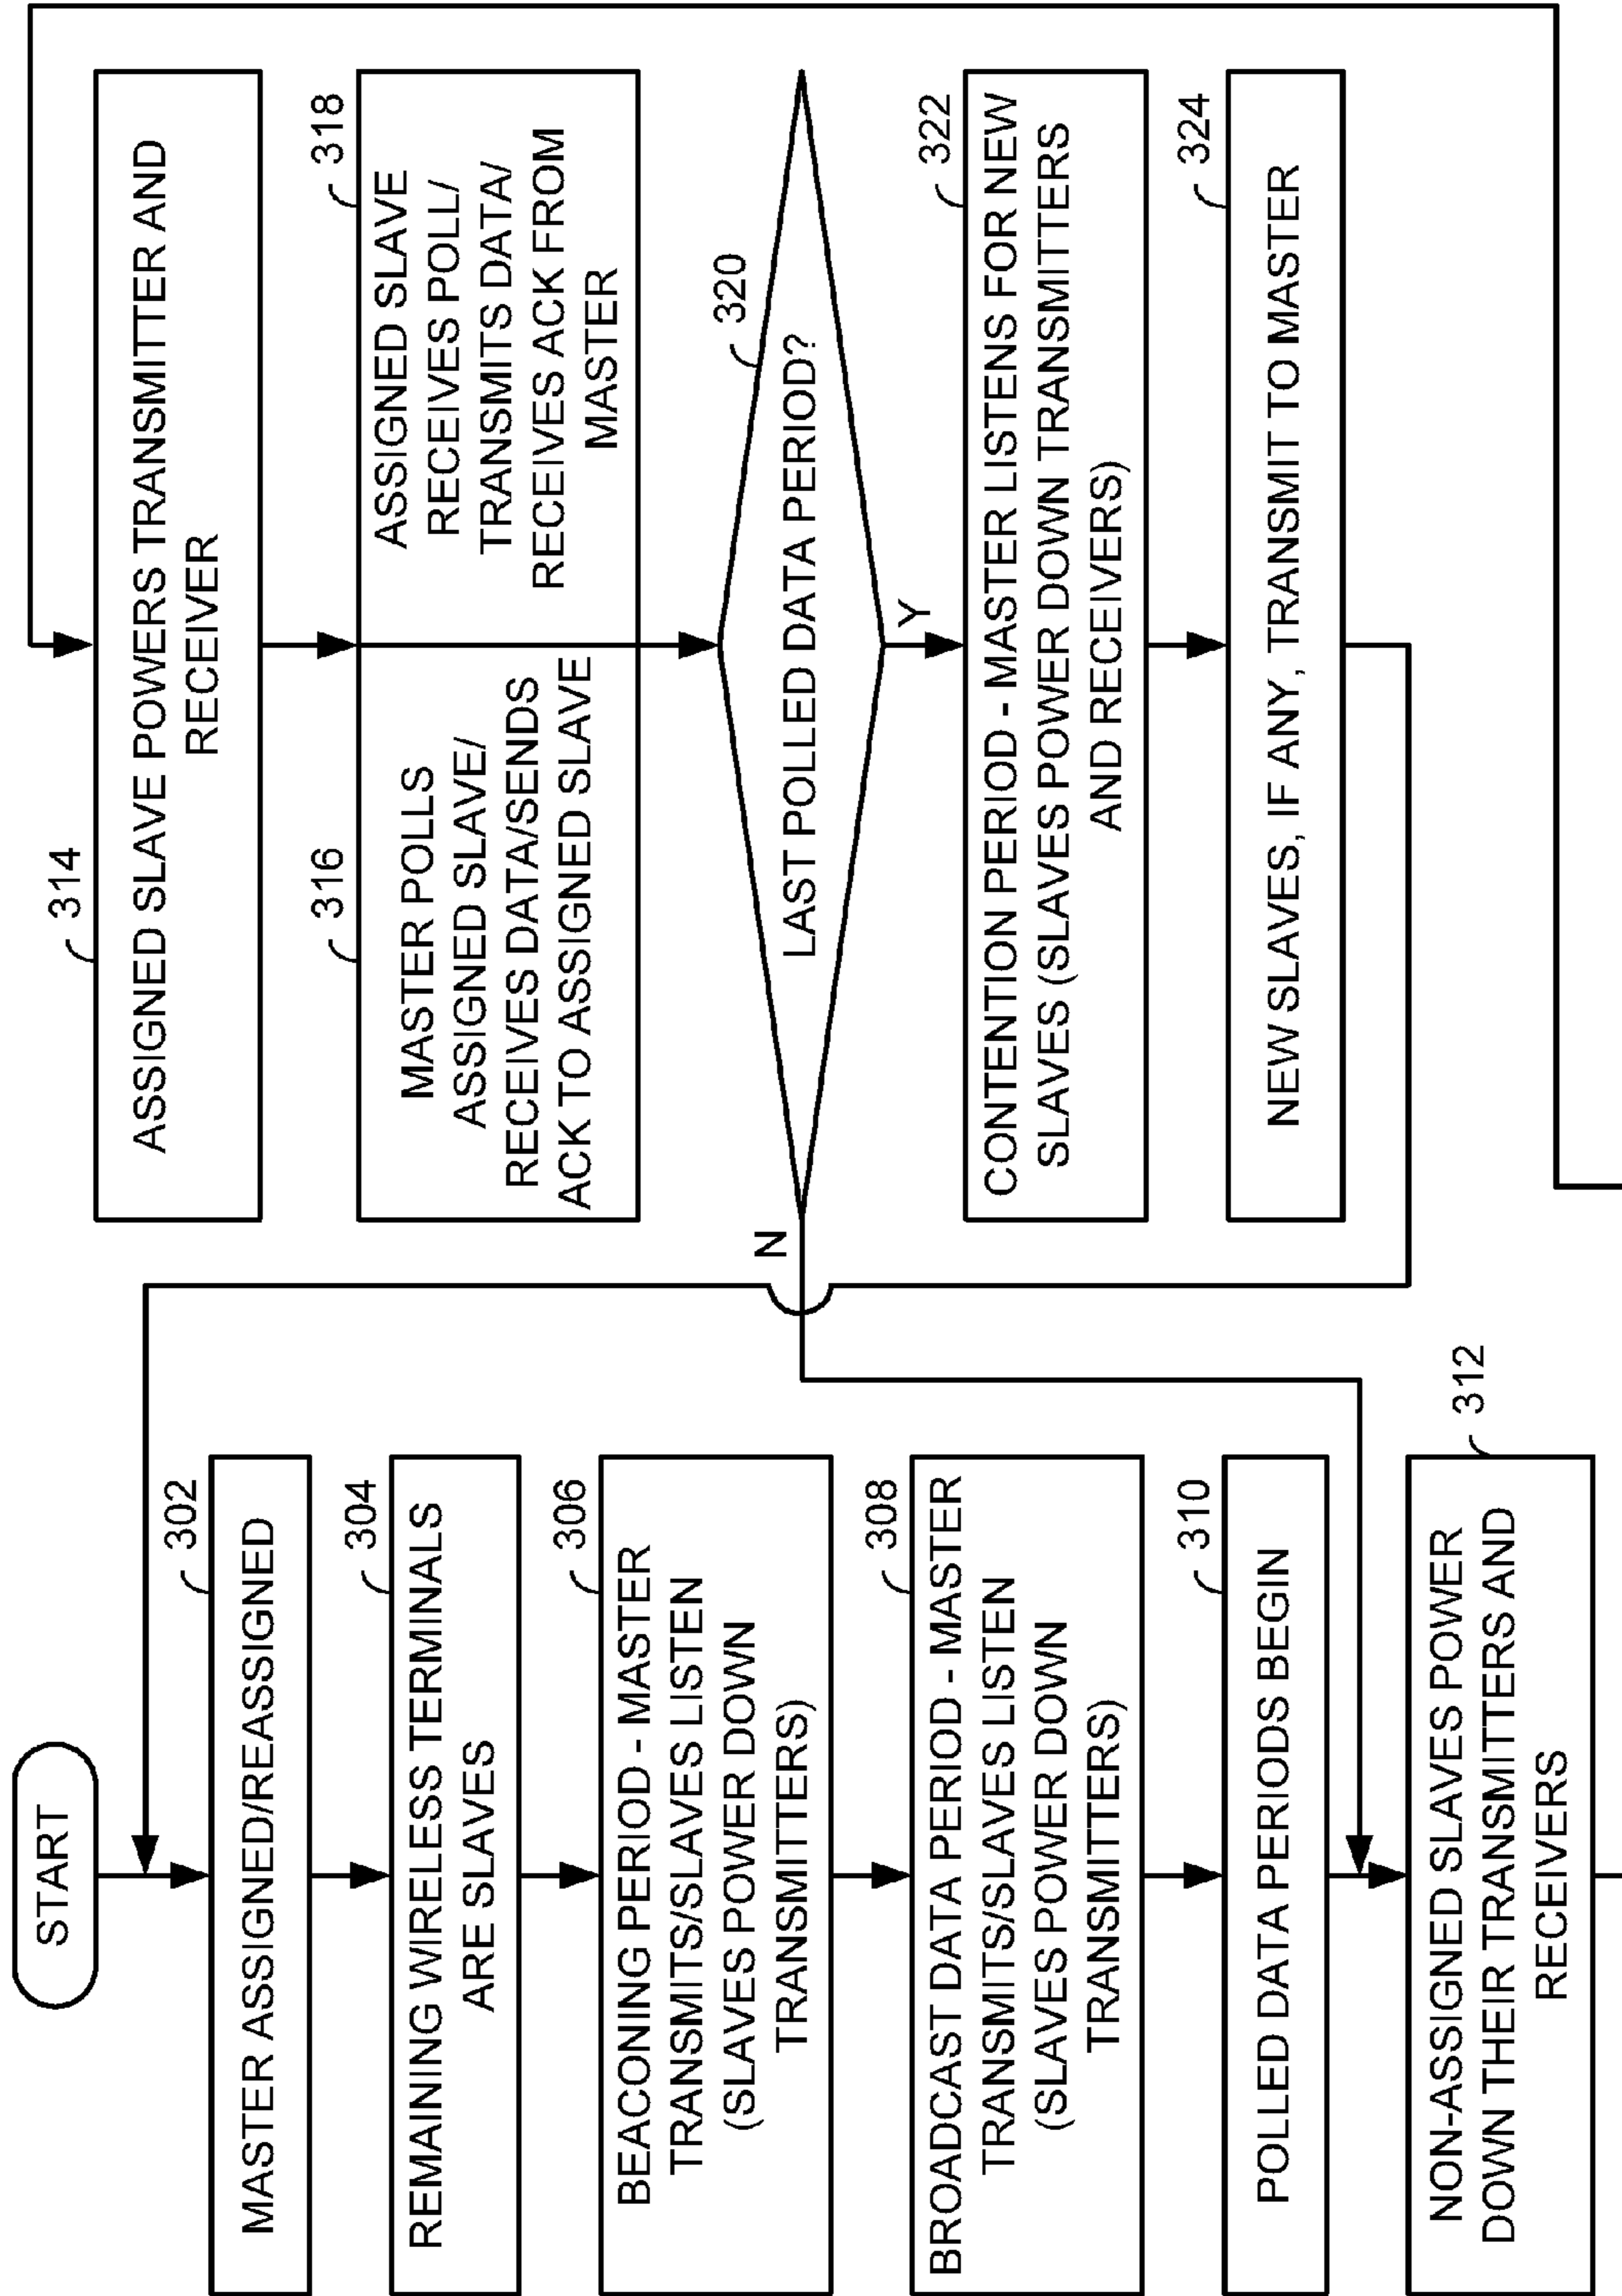 START
302
MASTER ASSIGNED/REASSIGNED
304
REMAINING WIRELESS TERMINALS
ARE SLAVES
306
BEACONING PERIOD - MASTER
TRANSMITS/SLAVES LISTEN
(SLAVES POWER DOWN
TRANSMITTERS)
308
BROADCAST DATA PERIOD - MASTER
TRANSMITS/SLAVES LISTEN
(SLAVES POWER DOWN
TRANSMITTERS)
310
POLLED DATA PERIODS BEGIN
312
NON-ASSIGNED SLAVES POWER
DOWN THEIR TRANSMITTERS AND
RECEIVERS
314
ASSIGNED SLAVE POWERS TRANSMITTER AND
RECEIVER
316
MASTER POLLS
ASSIGNED SLAVE/
RECEIVES DATA/SENDS
ACK TO ASSIGNED SLAVE
318
ASSIGNED SLAVE
RECEIVES POLL/
TRANSMITS DATA/
RECEIVES ACK FROM
MASTER
320
LAST POLLED DATA PERIOD?
N
Y
322
CONTENTION PERIOD - MASTER LISTENS FOR NEW
SLAVES (SLAVES POWER DOWN TRANSMITTERS
AND RECEIVERS)
324
NEW SLAVES, IF ANY, TRANSMIT TO MASTER